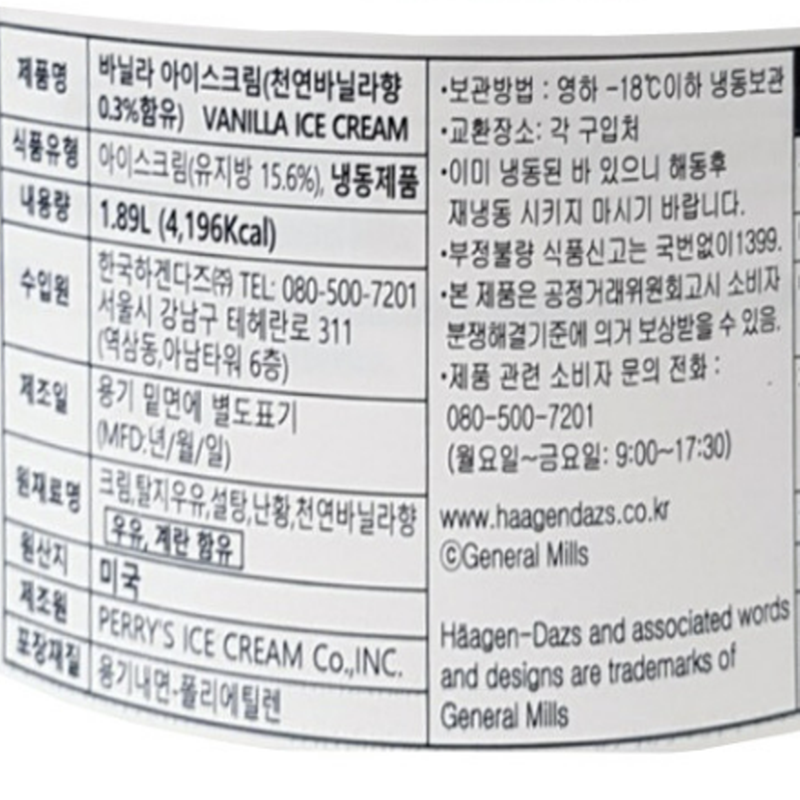 제품명
바닐라 아이스크림(천연바닐라향
0.3%함유) VANILLA ICE CREAM
식품유형
아이스크림(유지방 15.6%), 냉동제품
내용량
1.89L (4,196Kcal)
수입원
한국하겐다즈㈜ TEL: 080-500-7201
서울시 강남구 테헤란로 311
(역삼동,아남타워 6층)
제조일
용기 밑면에 별도표기
(MFD:년/월/일)
원재료명
크림,탈지우유,설탕,난황,천연바닐라향
우유, 계란 함유
원산지
미국
제조원
PERRY'S ICE CREAM Co.,INC.
포장재질
용기내면-폴리에틸렌
•보관방법 : 영하 -18℃이하 냉동보관
•교환장소: 각 구입처
•이미 냉동된 바 있으니 해동후
재냉동 시키지 마시기 바랍니다.
•부정불량 식품신고는 국번없이1399.
•본 제품은 공정거래위원회고시 소비자
분쟁해결기준에 의거 보상받을 수 있음.
•제품 관련 소비자 문의 전화 :
080-500-7201
(월요일~금요일: 9:00~17:30)
www.haagendazs.co.kr
©General Mills
Häagen-Dazs and associated words
and designs are trademarks of
General Mills